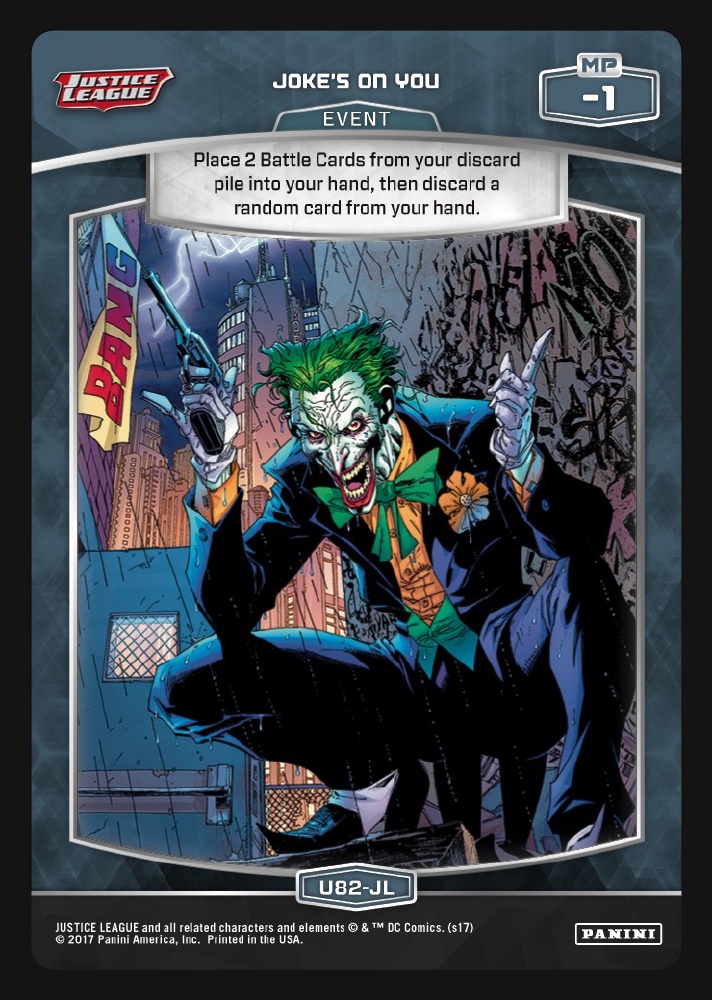 JUSTICE
LEAGUE
JOKE'S ON YOU
MP
-1
EVENT
Place 2 Battle Cards from your discard
pile into your hand, then discard a
random card from your hand.
BANG
U82-JL
JUSTICE LEAGUE and all related characters and elements © & ™ DC Comics. (s17)
© 2017 Panini America, Inc. Printed in the USA.
PANINI